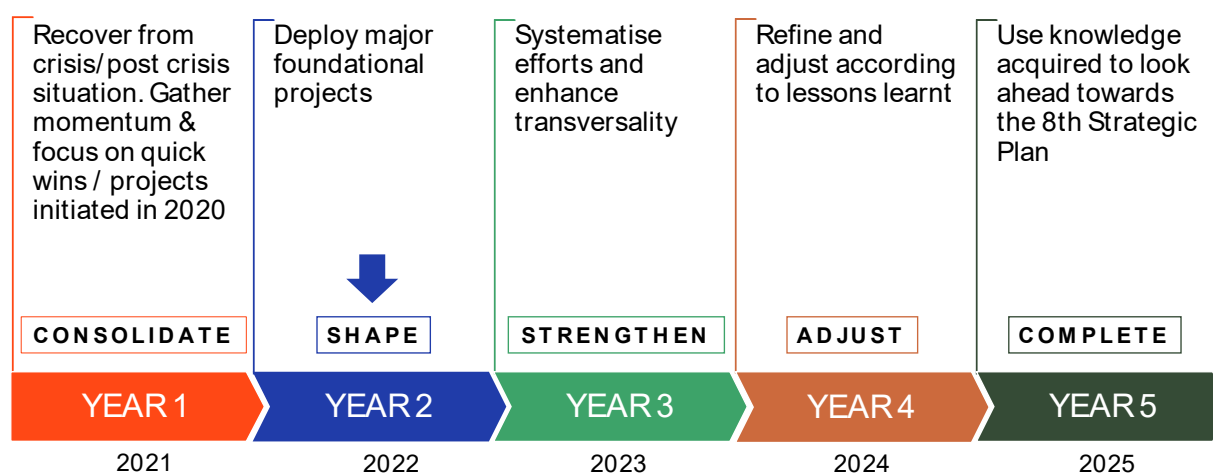 Recover from
crisis/post crisis
situation. Gather
momentum &
focus on quick
wins / projects
initiated in 2020
Deploy major
foundational
projects
Systematise
efforts and
enhance
transversality
Refine and
adjust according
to lessons learnt
Use knowledge
acquired to look
ahead towards
the 8th Strategic
Plan
CONSOLIDATE
SHAPE
STRENGTHEN
ADJUST
COMPLETE
YEAR 1
YEAR 2
YEAR 3
YEAR 4
YEAR 5
2021
2022
2023
2024
2025